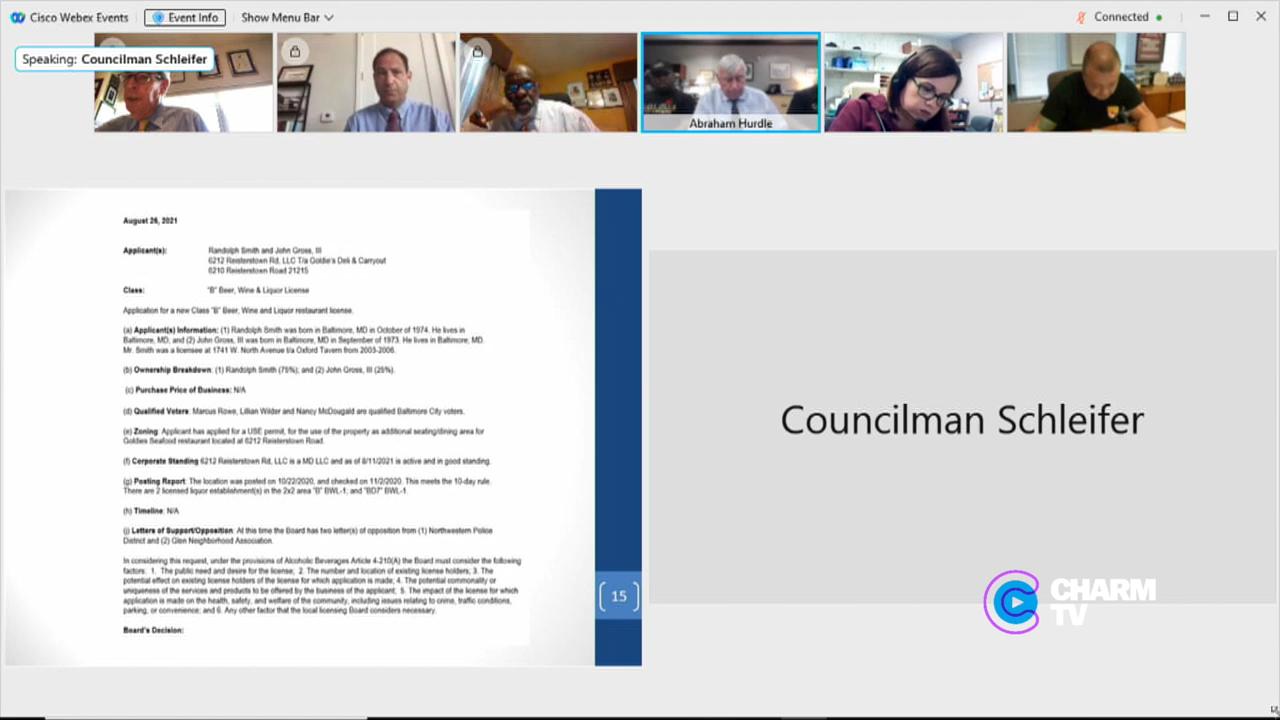 Cisco Webex Events
Event Info
Show Menu Bar
Connected
Speaking: Councilman Schleifer
Abraham Hurdle
August 26, 2021
Applicant(s): Randolph Smith and John Gross, III
6212 Reisterstown Rd, LLC T/a Goldie's Deli & Carryout
6210 Reisterstown Road 21215
Class: "B" Beer, Wine & Liquor License
Application for a new Class "B" Beer, Wine and Liquor restaurant license.
(a) Applicant(s) Information: (1) Randolph Smith was born in Baltimore, MD in October of 1974. He lives in
Baltimore, MD, and (2) John Gross, III was born in Baltimore, MD in September of 1973. He lives in Baltimore, MD.
Mr. Smith was a licensee at 1741 W. North Avenue t/a Oxford Tavern from 2003-2006.
(b) Ownership Breakdown: (1) Randolph Smith (75%); and (2) John Gross, III (25%).
(c) Purchase Price of Business: N/A
(d) Qualified Voters: Marcus Rowe, Lillian Wilder and Nancy McDougald are qualified Baltimore City voters.
(e) Zoning: Applicant has applied for a USE permit, for the use of the property as additional seating/dining area for
Goldies Seafood restaurant located at 6212 Reisterstown Road.
(f) Corporate Standing 6212 Reisterstown Rd, LLC is a MD LLC and as of 8/11/2021 is active and in good standing.
(g) Posting Report: The location was posted on 10/22/2020, and checked on 11/2/2020. This meets the 10-day rule.
There are 2 licensed liquor establishment(s) in the 2x2 area "B" BWL-1; and "BD7" BWL-1.
(h) Timeline: N/A
(i) Letters of Support/Opposition: At this time the Board has two letter(s) of opposition from (1) Northwestern Police
District and (2) Glen Neighborhood Association.
In considering this request, under the provisions of Alcoholic Beverages Article 4-210(A) the Board must consider the following
factors: 1. The public need and desire for the license; 2. The number and location of existing license holders; 3. The
potential effect on existing license holders of the license for which application is made; 4. The potential commonality or
uniqueness of the services and products to be offered by the business of the applicant; 5. The impact of the license for which
application is made on the health, safety, and welfare of the community, including issues relating to crime, traffic conditions,
parking, or convenience; and 6. Any other factor that the local licensing Board considers necessary.
Board's Decision:
15
Councilman Schleifer
CHARM
TV